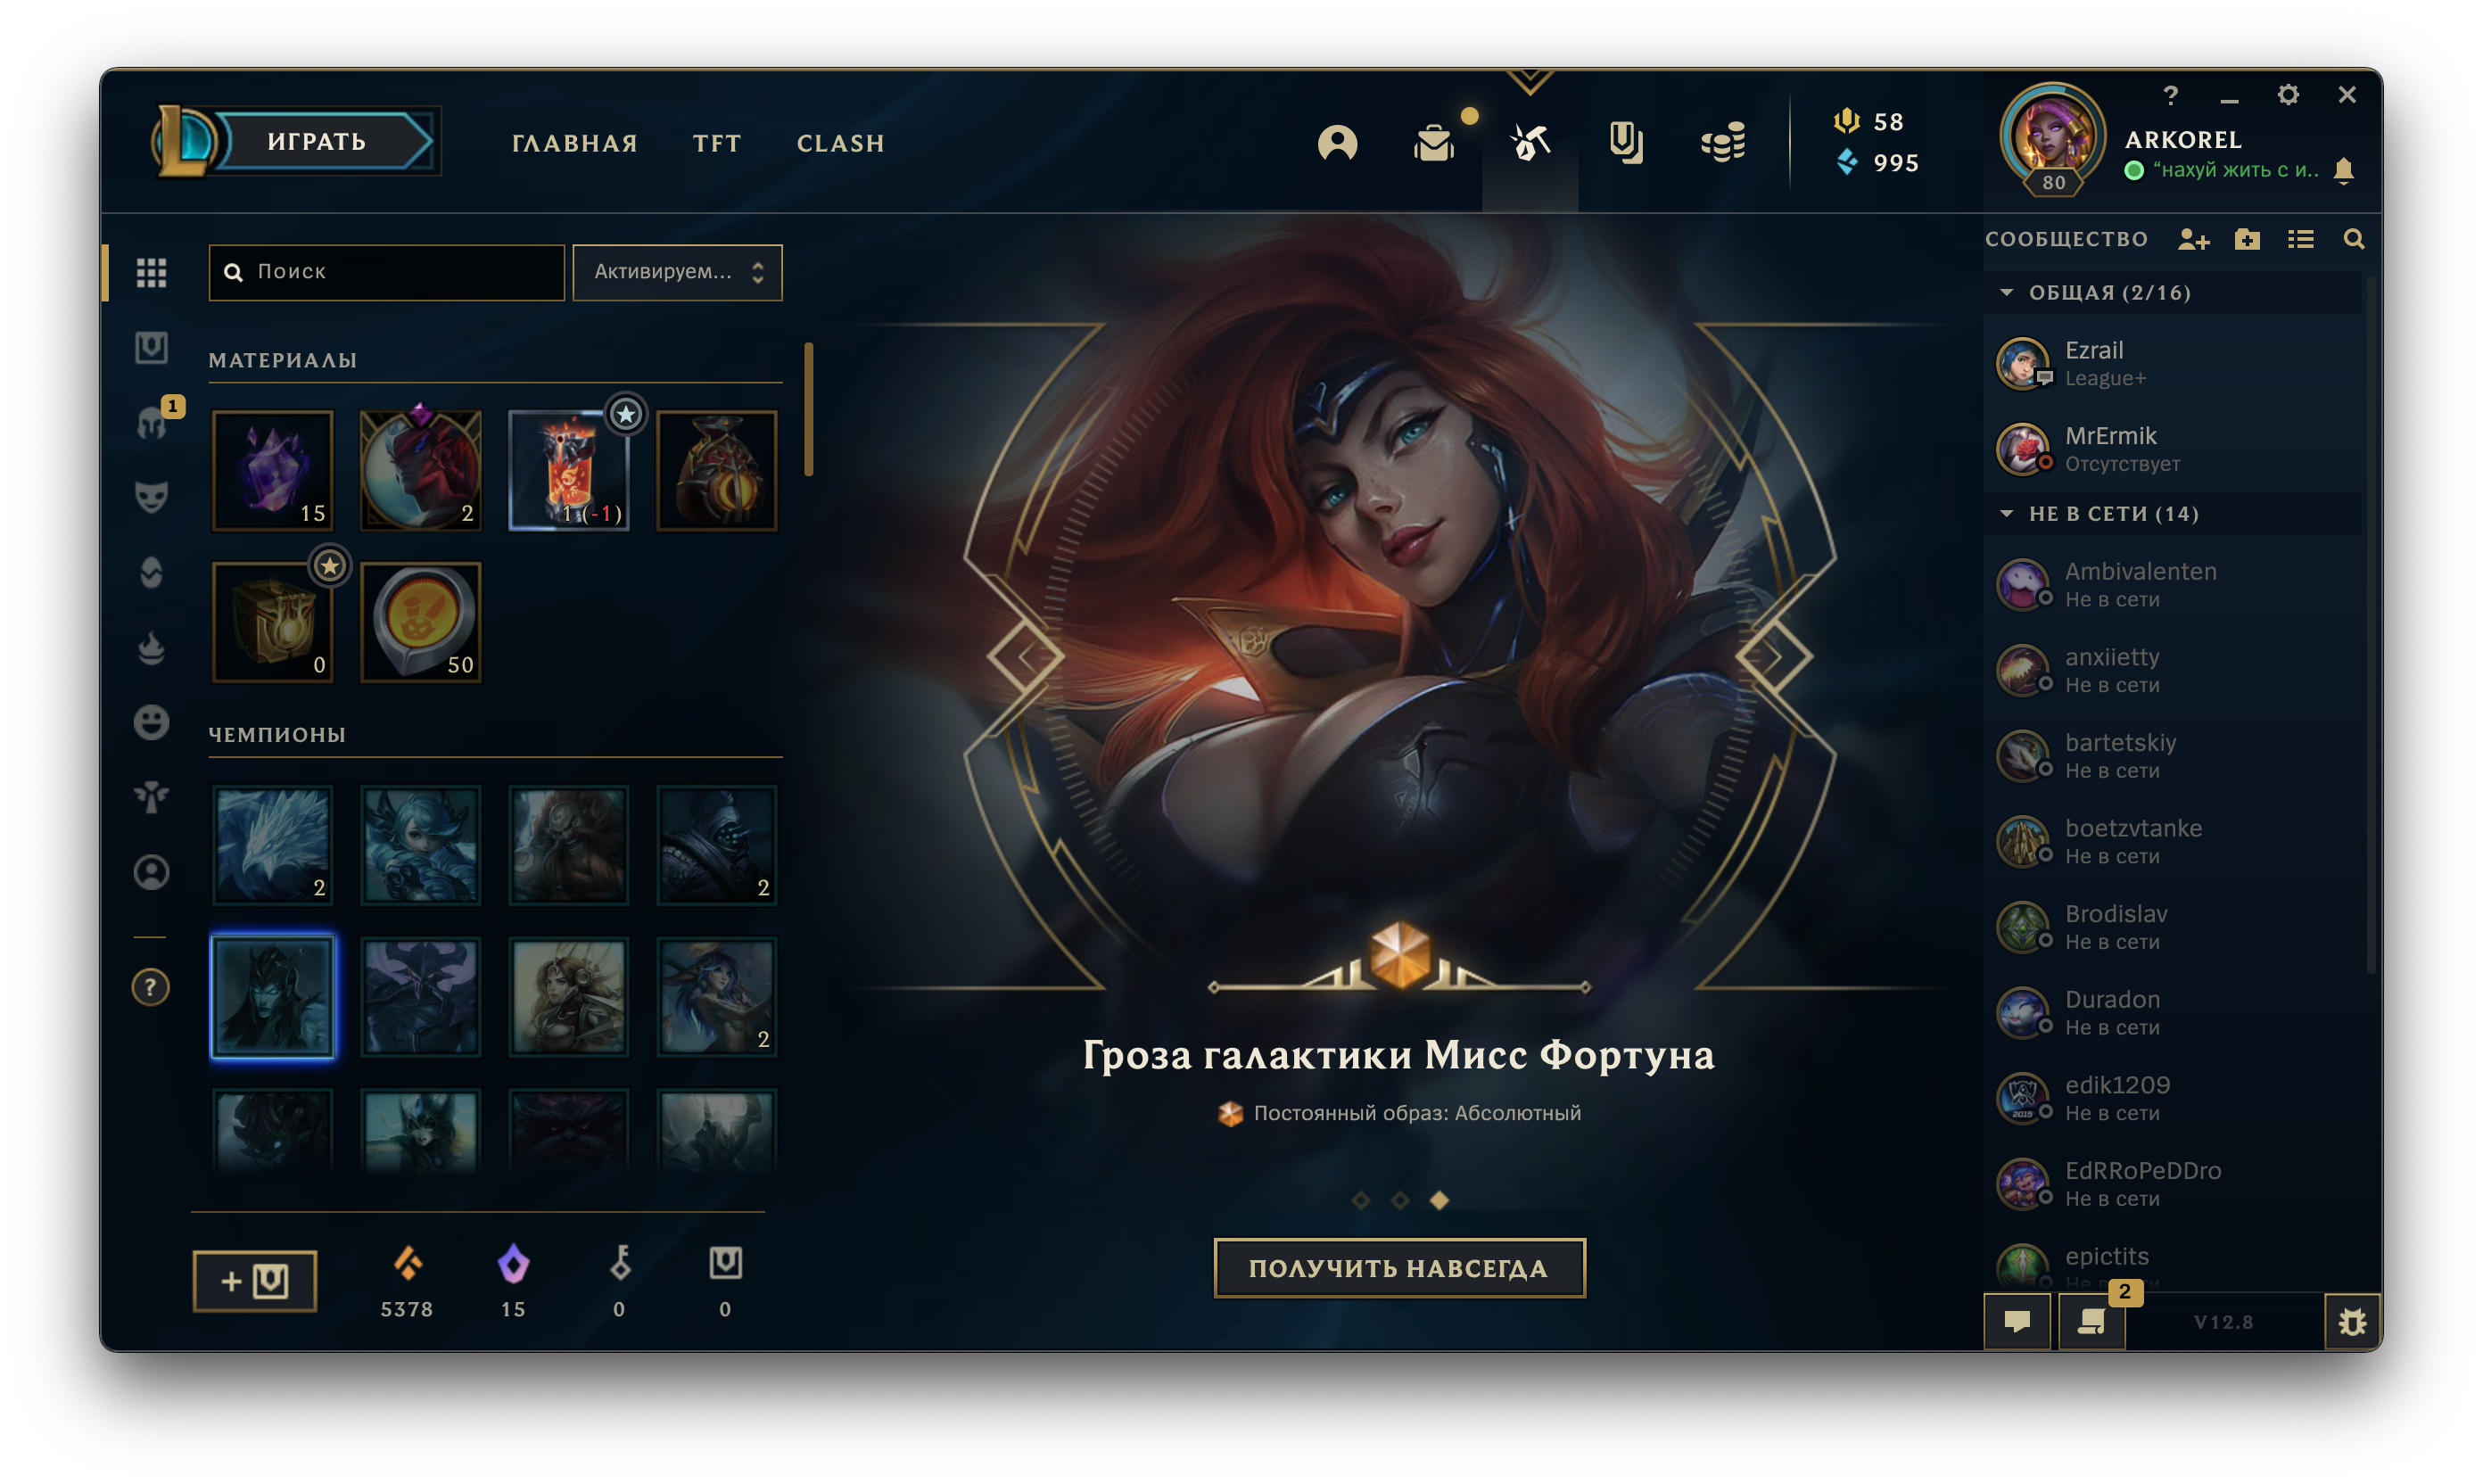 ИГРАТЬ
ГЛАВНАЯ
TFT
CLASH
58
995
80
?
ARKOREL
“нахуй жить с и..
Поиск
Активируем...
МАТЕРИАЛЫ
1
15
2
1 (-1)
0
50
ЧЕМПИОНЫ
2
2
2
?
+
5378
15
0
0
Гроза галактики Мисс Фортуна
Постоянный образ: Абсолютный
ПОЛУЧИТЬ НАВСЕГДА
СООБЩЕСТВО
ОБЩАЯ (2/16)
Ezrail
League+
MrErmik
Отсутствует
НЕ В СЕТИ (14)
Ambivalenten
Не в сети
anxiietty
Не в сети
bartetskiy
Не в сети
boetzvtanke
Не в сети
Brodislav
Не в сети
Duradon
Не в сети
edik1209
Не в сети
2015
EdRRoPeDDro
Не в сети
epictits
Не в сети
2
V12.8